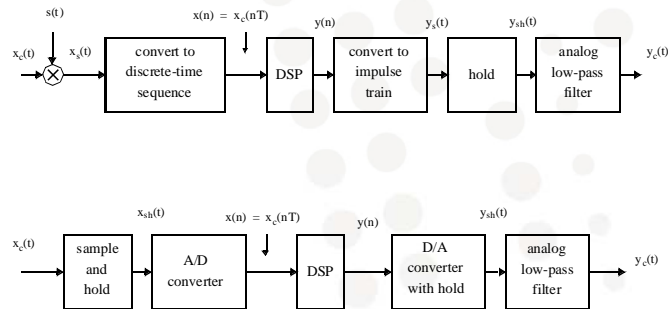 s(t)
x(n) = x_c(nT)
x_c(t)
x_s(t)
convert to
discrete-time
sequence
DSP
y(n)
convert to
impulse
train
y_s(t)
hold
y_sh(t)
analog
low-pass
filter
y_c(t)
x_c(t)
sample
and
hold
x_sh(t)
A/D
converter
x(n) = x_c(nT)
DSP
y(n)
D/A
converter
with hold
y_sh(t)
analog
low-pass
filter
y_c(t)